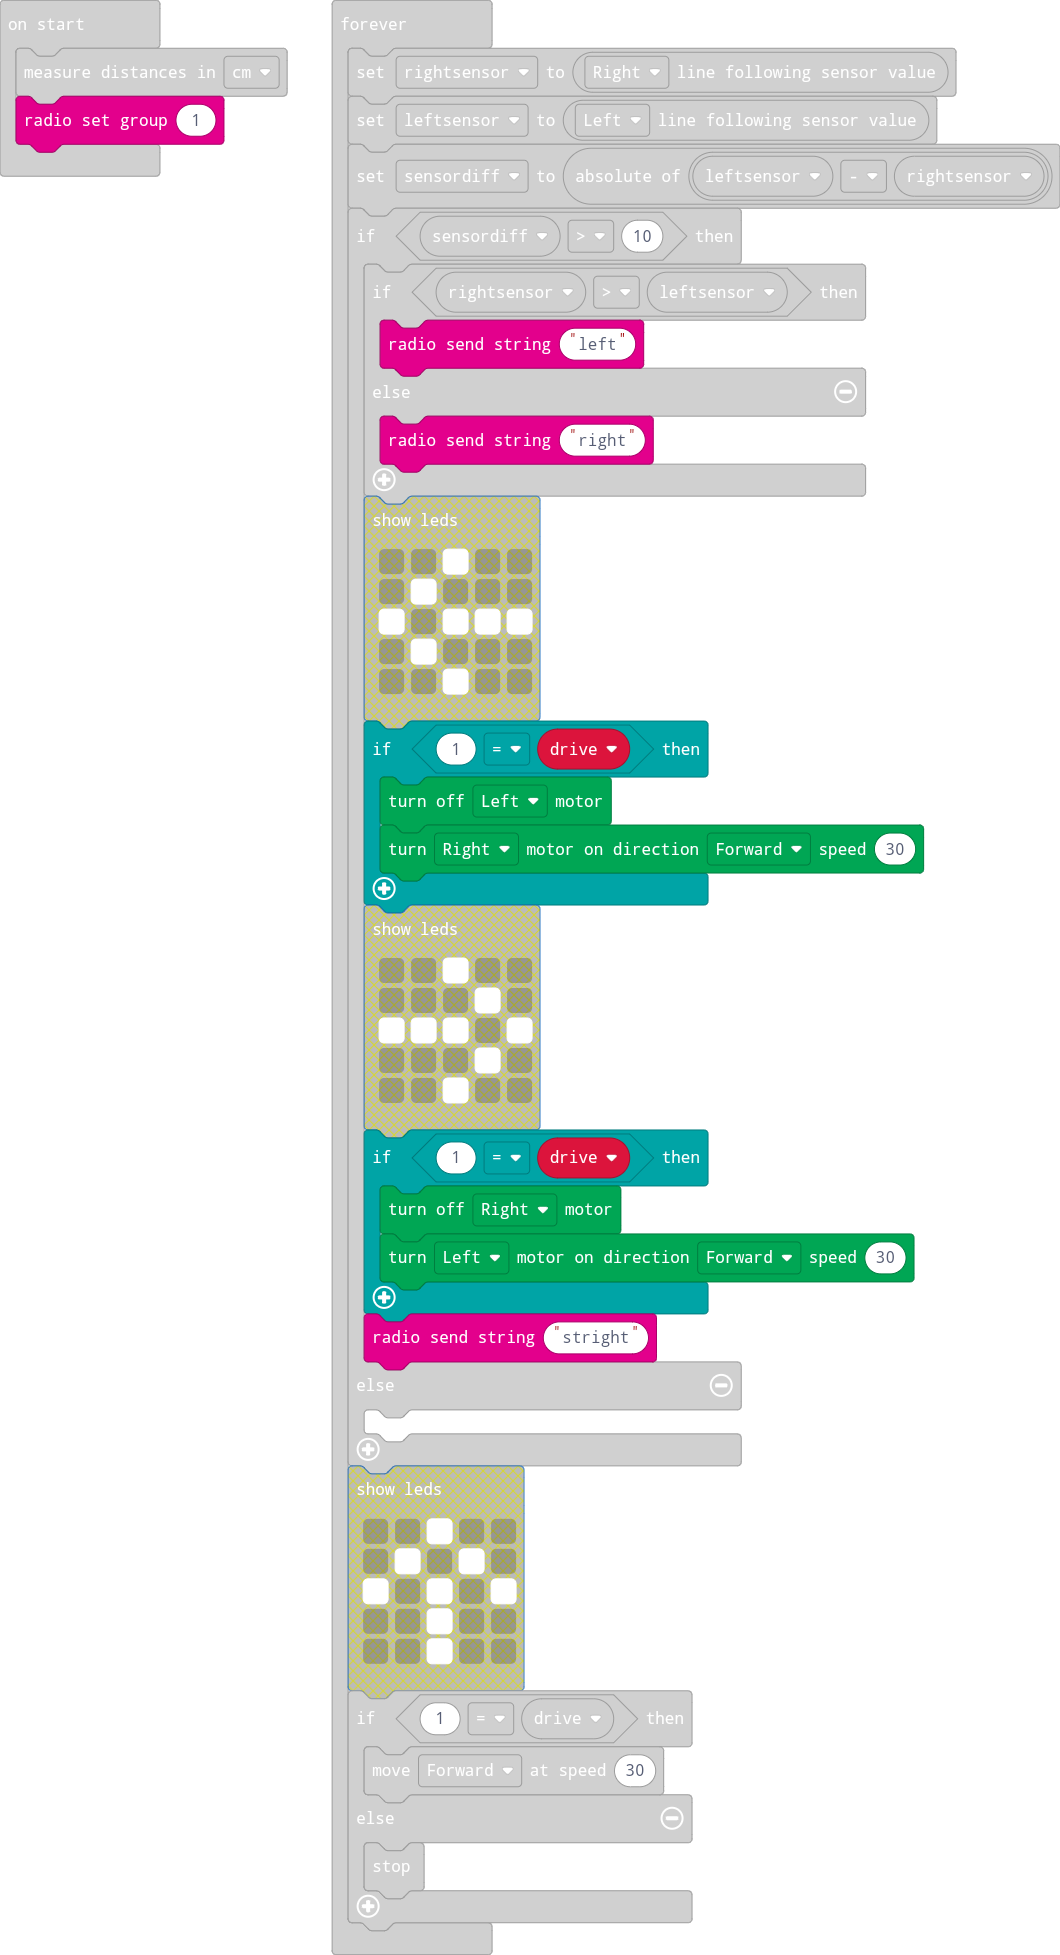 on start
measure distances in cm
radio set group 1
forever
set rightsensor to Right line following sensor value
set leftsensor to Left line following sensor value
set sensordiff to absolute of leftsensor - rightsensor
if sensordiff > 10 then
if rightsensor > leftsensor then
radio send string "left"
else
radio send string "right"
show leds
if 1 = drive then
turn off Left motor
turn Right motor on direction Forward speed 30
show leds
if 1 = drive then
turn off Right motor
turn Left motor on direction Forward speed 30
radio send string "stright"
else
show leds
if 1 = drive then
move Forward at speed 30
else
stop